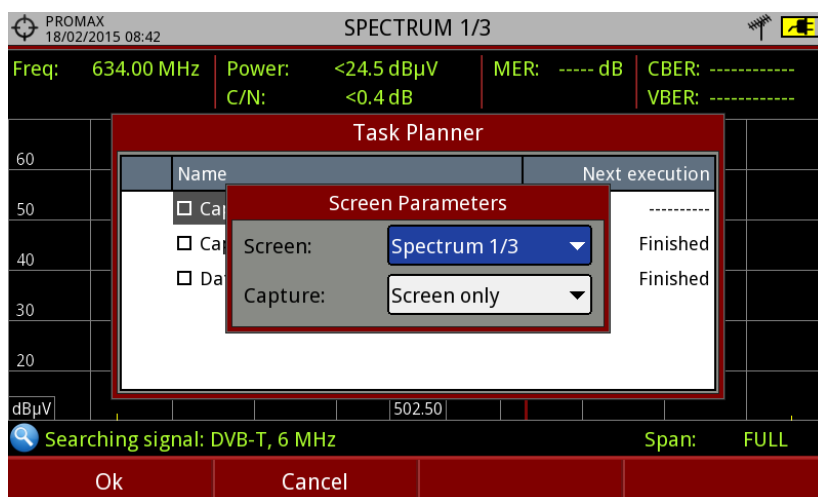 PROMAX
18/02/2015 08:42
SPECTRUM 1/3
Freq: 634.00 MHz Power: <24.5 dBµV MER: ----- dB CBER: ------------
C/N: <0.4 dB VBER: ------------
Task Planner
Name Next execution
Screen Parameters
Screen: Spectrum 1/3
Capture: Screen only
----------
Finished
Finished
60
50
40
30
20
dBµV
502.50
Searching signal: DVB-T, 6 MHz Span: FULL
Ok Cancel